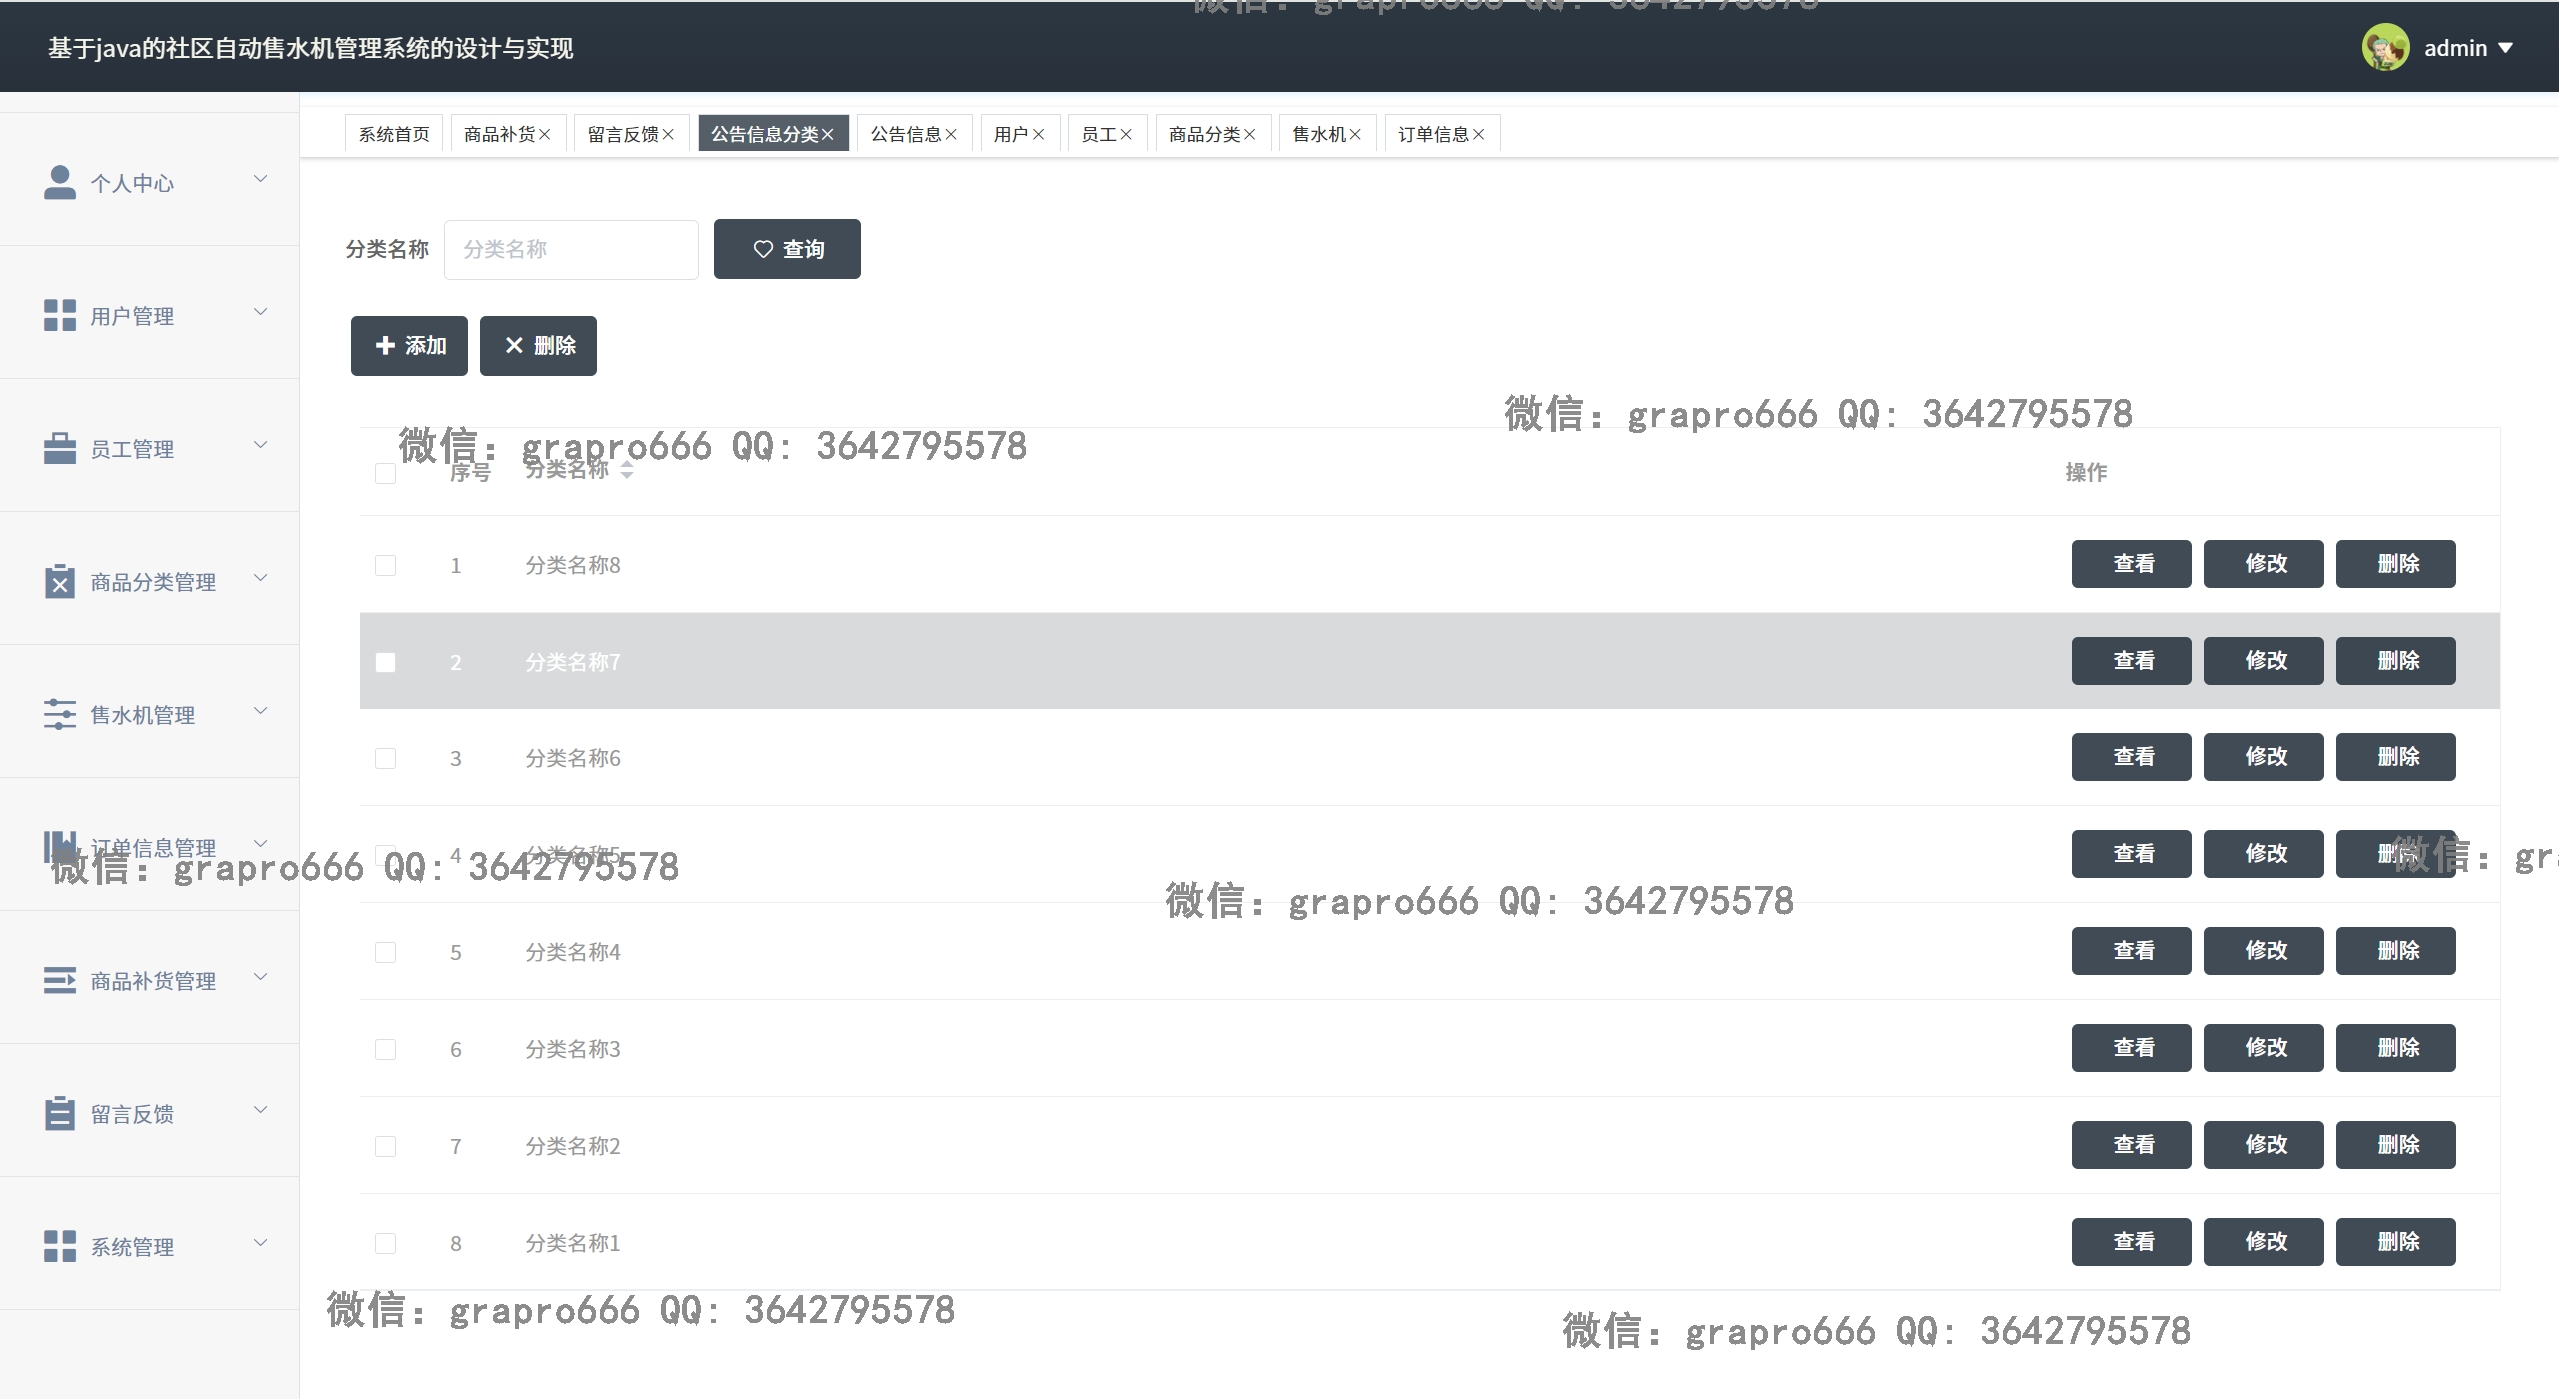 微信: grapro666 QQ: 3642795578
基于java的社区自动售水机管理系统的设计与实现
admin
系统首页 商品补货 留言反馈 公告信息分类 公告信息 用户 员工 商品分类 售水机 订单信息
个人中心
用户管理
员工管理
商品分类管理
售水机管理
订单信息管理
商品补货管理
留言反馈
系统管理
分类名称 分类名称 查询
添加 删除
微信: grapro666 QQ: 3642795578
微信: grapro666 QQ: 3642795578
序号 分类名称 操作
1 分类名称8 查看 修改 删除
2 分类名称7 查看 修改 删除
3 分类名称6 查看 修改 删除
4 分类名称5 查看 修改 删除
微信: gr
微信: grapro666 QQ: 3642795578
微信: grapro666 QQ: 3642795578
5 分类名称4 查看 修改 删除
6 分类名称3 查看 修改 删除
7 分类名称2 查看 修改 删除
8 分类名称1 查看 修改 删除
微信: grapro666 QQ: 3642795578
微信: grapro666 QQ: 3642795578